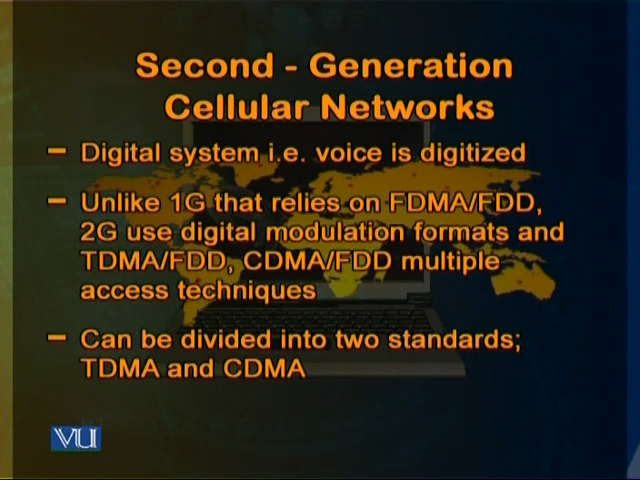 Second - Generation
Cellular Networks
– Digital system i.e. voice is digitized
– Unlike 1G that relies on FDMA/FDD,
2G use digital modulation formats and
TDMA/FDD, CDMA/FDD multiple
access techniques
– Can be divided into two standards;
TDMA and CDMA
VU